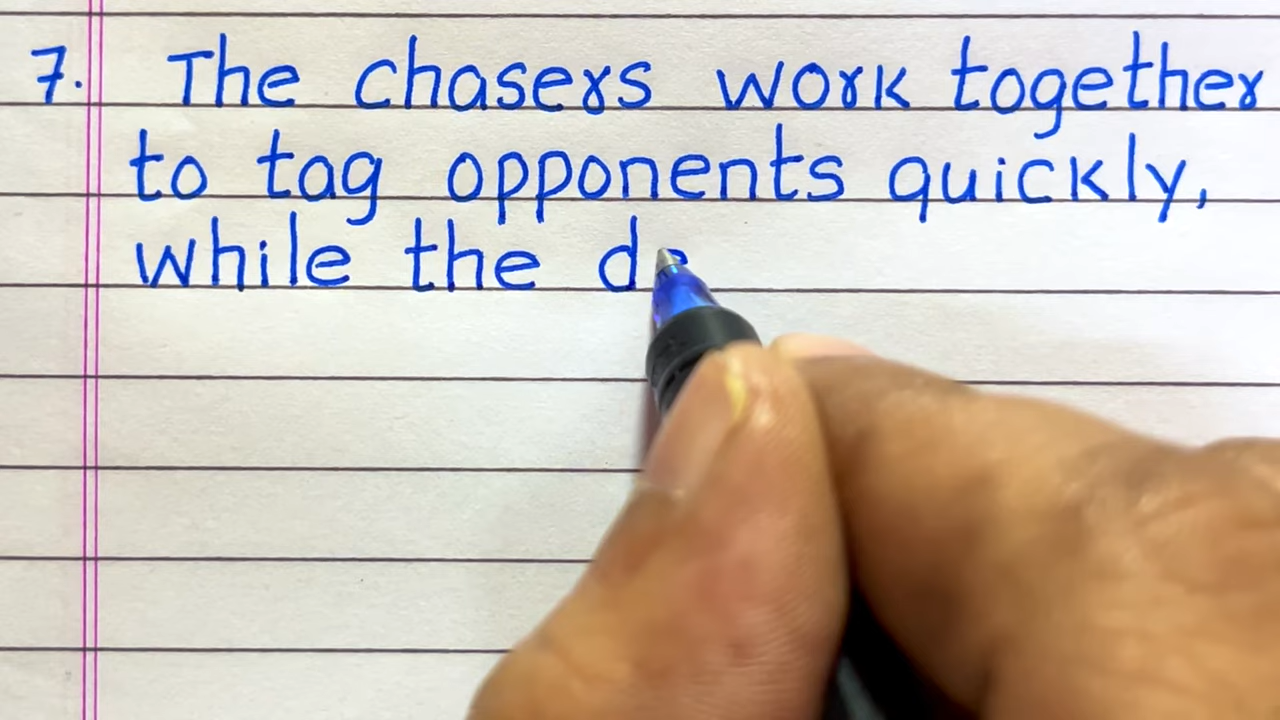 7. The chasers work together
to tag opponents quickly,
while the